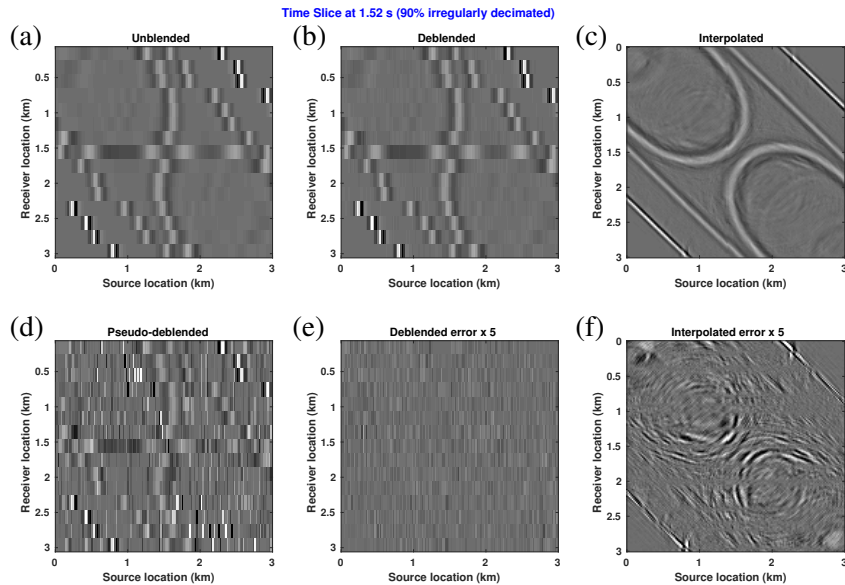 Time Slice at 1.52 s (90% irregularly decimated)
(a) Unblended
0.5
1
1.5
2
2.5
3
Receiver location (km)
0 1 2 3
Source location (km)
(b) Deblended
0.5
1
1.5
2
2.5
3
Receiver location (km)
0 1 2 3
Source location (km)
(c) Interpolated
0
0.5
1
1.5
2
2.5
3
Receiver location (km)
0 1 2 3
Source location (km)
(d) Pseudo-deblended
0.5
1
1.5
2
2.5
3
Receiver location (km)
0 1 2 3
Source location (km)
(e) Deblended error x 5
0.5
1
1.5
2
2.5
3
Receiver location (km)
0 1 2 3
Source location (km)
(f) Interpolated error x 5
0
0.5
1
1.5
2
2.5
3
Receiver location (km)
0 1 2 3
Source location (km)